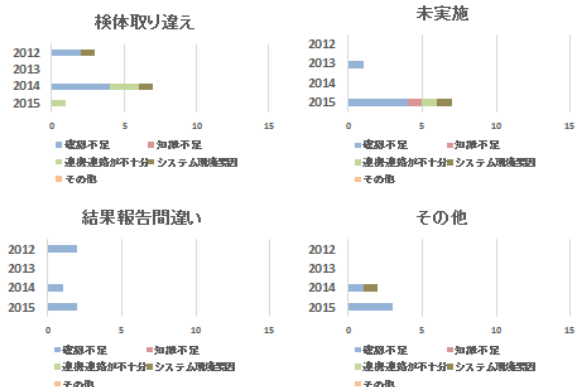 検体取り違え
2012
2013
2014
2015
0 5 10 15
確認不足 知識不足
連携連絡が不十分 システム環境要因
その他
未実施
2012
2013
2014
2015
0 5 10 15
確認不足 知識不足
連携連絡が不十分 システム環境要因
その他
結果報告間違い
2012
2013
2014
2015
0 5 10 15
確認不足 知識不足
連携連絡が不十分 システム環境要因
その他
その他
2012
2013
2014
2015
0 5 10 15
確認不足 知識不足
連携連絡が不十分 システム環境要因
その他